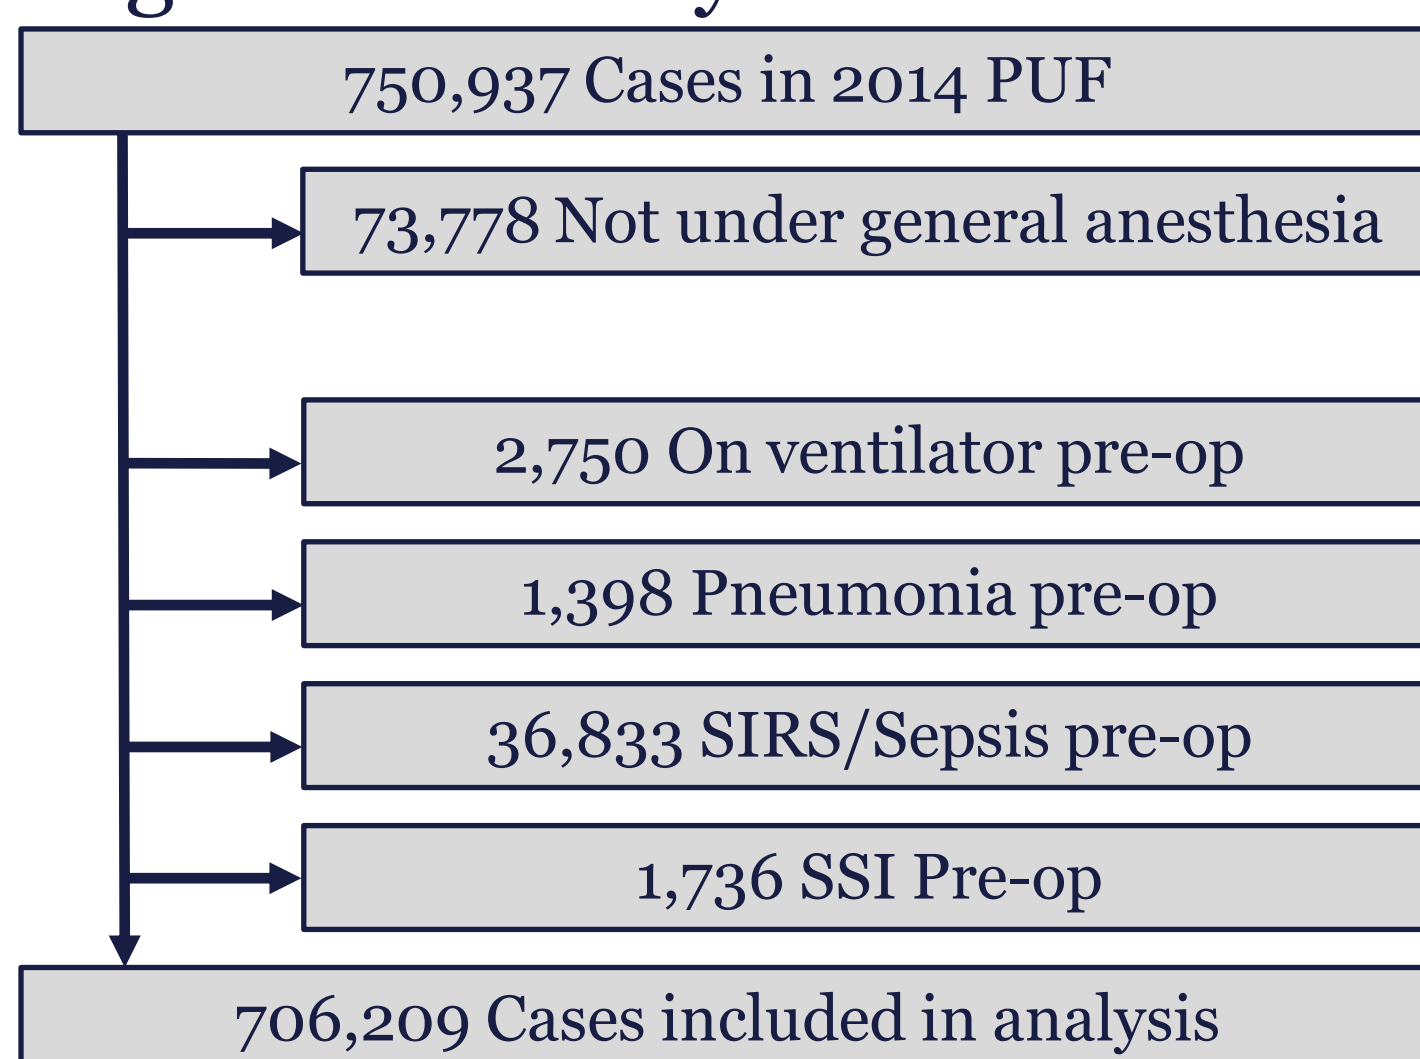 750,937 Cases in 2014 PUF
73,778 Not under general anesthesia
2,750 On ventilator pre-op
1,398 Pneumonia pre-op
36,833 SIRS/Sepsis pre-op
1,736 SSI Pre-op
706,209 Cases included in analysis